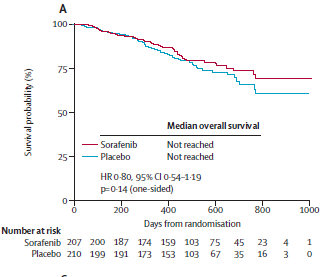 A
100
75
50
25
0
Survival probability (%)
Median overall survival
Sorafenib Not reached
Placebo Not reached
HR 0·80, 95% CI 0·54–1·19
p=0·14 (one-sided)
0 200 400 600 800 1000
Days from randomisation
Number at risk
Sorafenib 207 200 187 174 159 103 75 45 23 4 1
Placebo 210 199 191 173 153 103 67 35 16 3 0